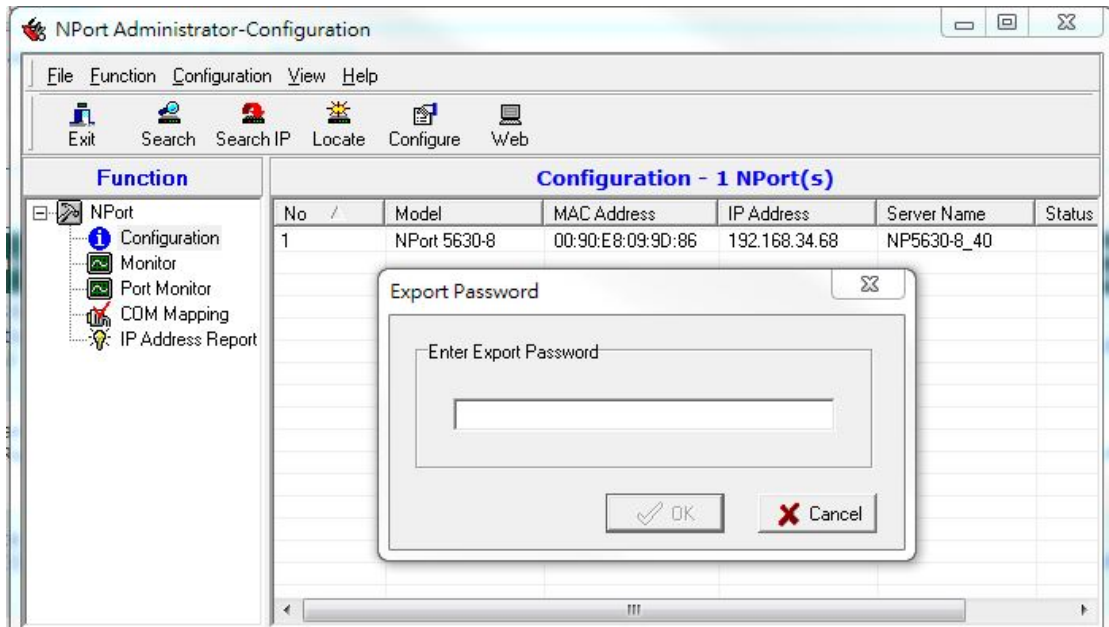 NPort Administrator-Configuration
File Function Configuration View Help
Exit Search Search IP Locate Configure Web
Function
Configuration - 1 NPort(s)
NPort
Configuration
Monitor
Port Monitor
COM Mapping
IP Address Report
No Model MAC Address IP Address Server Name Status
1 NPort 5630-8 00:90:E8:09:9D:86 192.168.34.68 NP5630-8_40
Export Password
Enter Export Password
OK Cancel